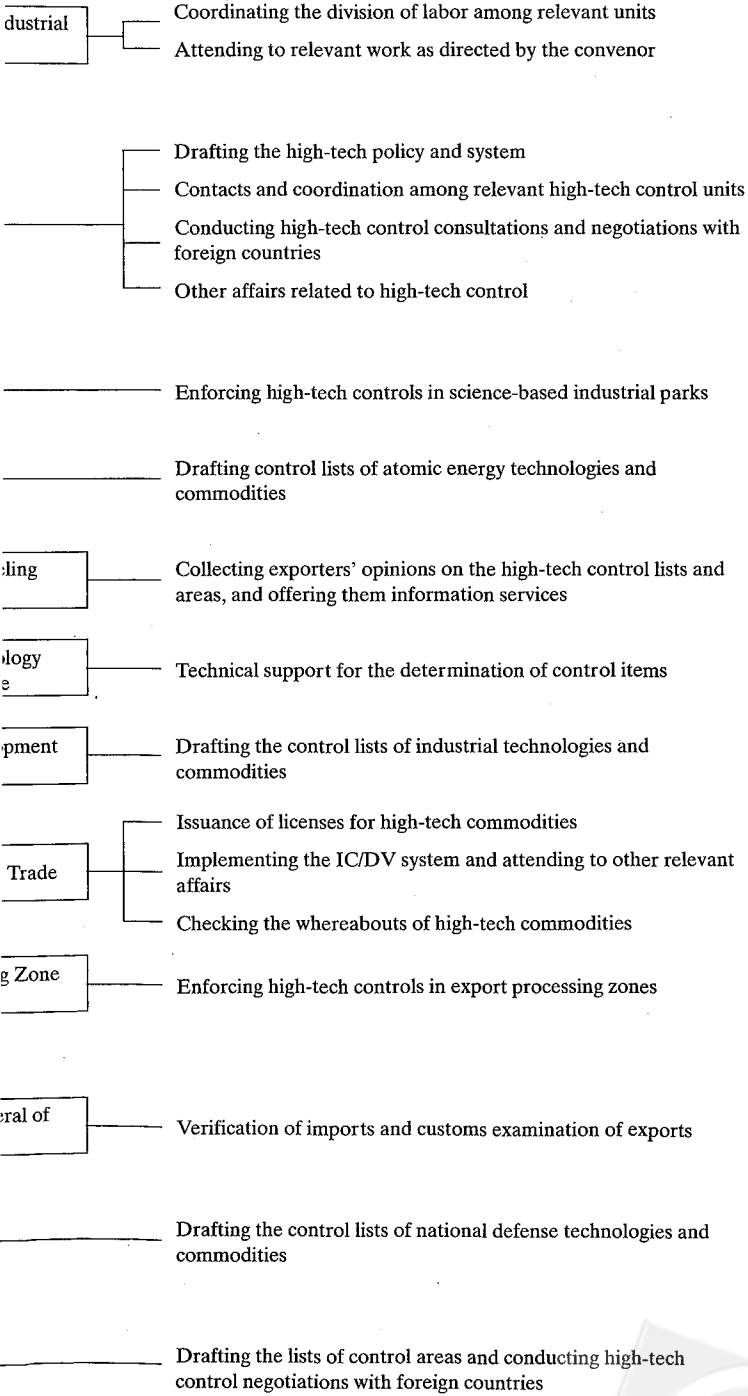 dustrial
Coordinating the division of labor among relevant units
Attending to relevant work as directed by the convenor
Drafting the high-tech policy and system
Contacts and coordination among relevant high-tech control units
Conducting high-tech control consultations and negotiations with
foreign countries
Other affairs related to high-tech control
Enforcing high-tech controls in science-based industrial parks
Drafting control lists of atomic energy technologies and
commodities
ling
Collecting exporters' opinions on the high-tech control lists and
areas, and offering them information services
logy
e
Technical support for the determination of control items
pment
Drafting the control lists of industrial technologies and
commodities
Issuance of licenses for high-tech commodities
Trade
Implementing the IC/DV system and attending to other relevant
affairs
Checking the whereabouts of high-tech commodities
g Zone
Enforcing high-tech controls in export processing zones
eral of
Verification of imports and customs examination of exports
Drafting the control lists of national defense technologies and
commodities
Drafting the lists of control areas and conducting high-tech
control negotiations with foreign countries